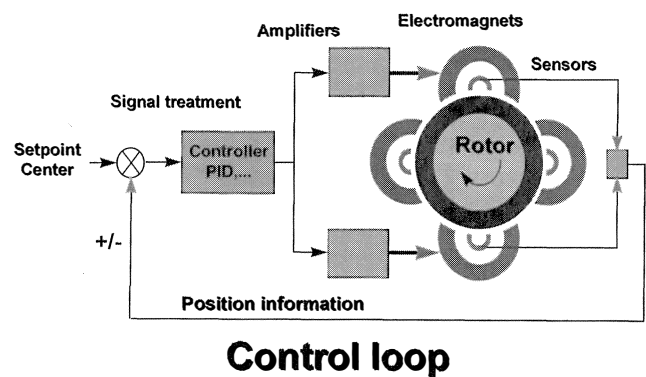 Electromagnets
Amplifiers
Sensors
Signal treatment
Setpoint
Center
Controller
PID,...
Rotor
+/-
Position information
Control loop